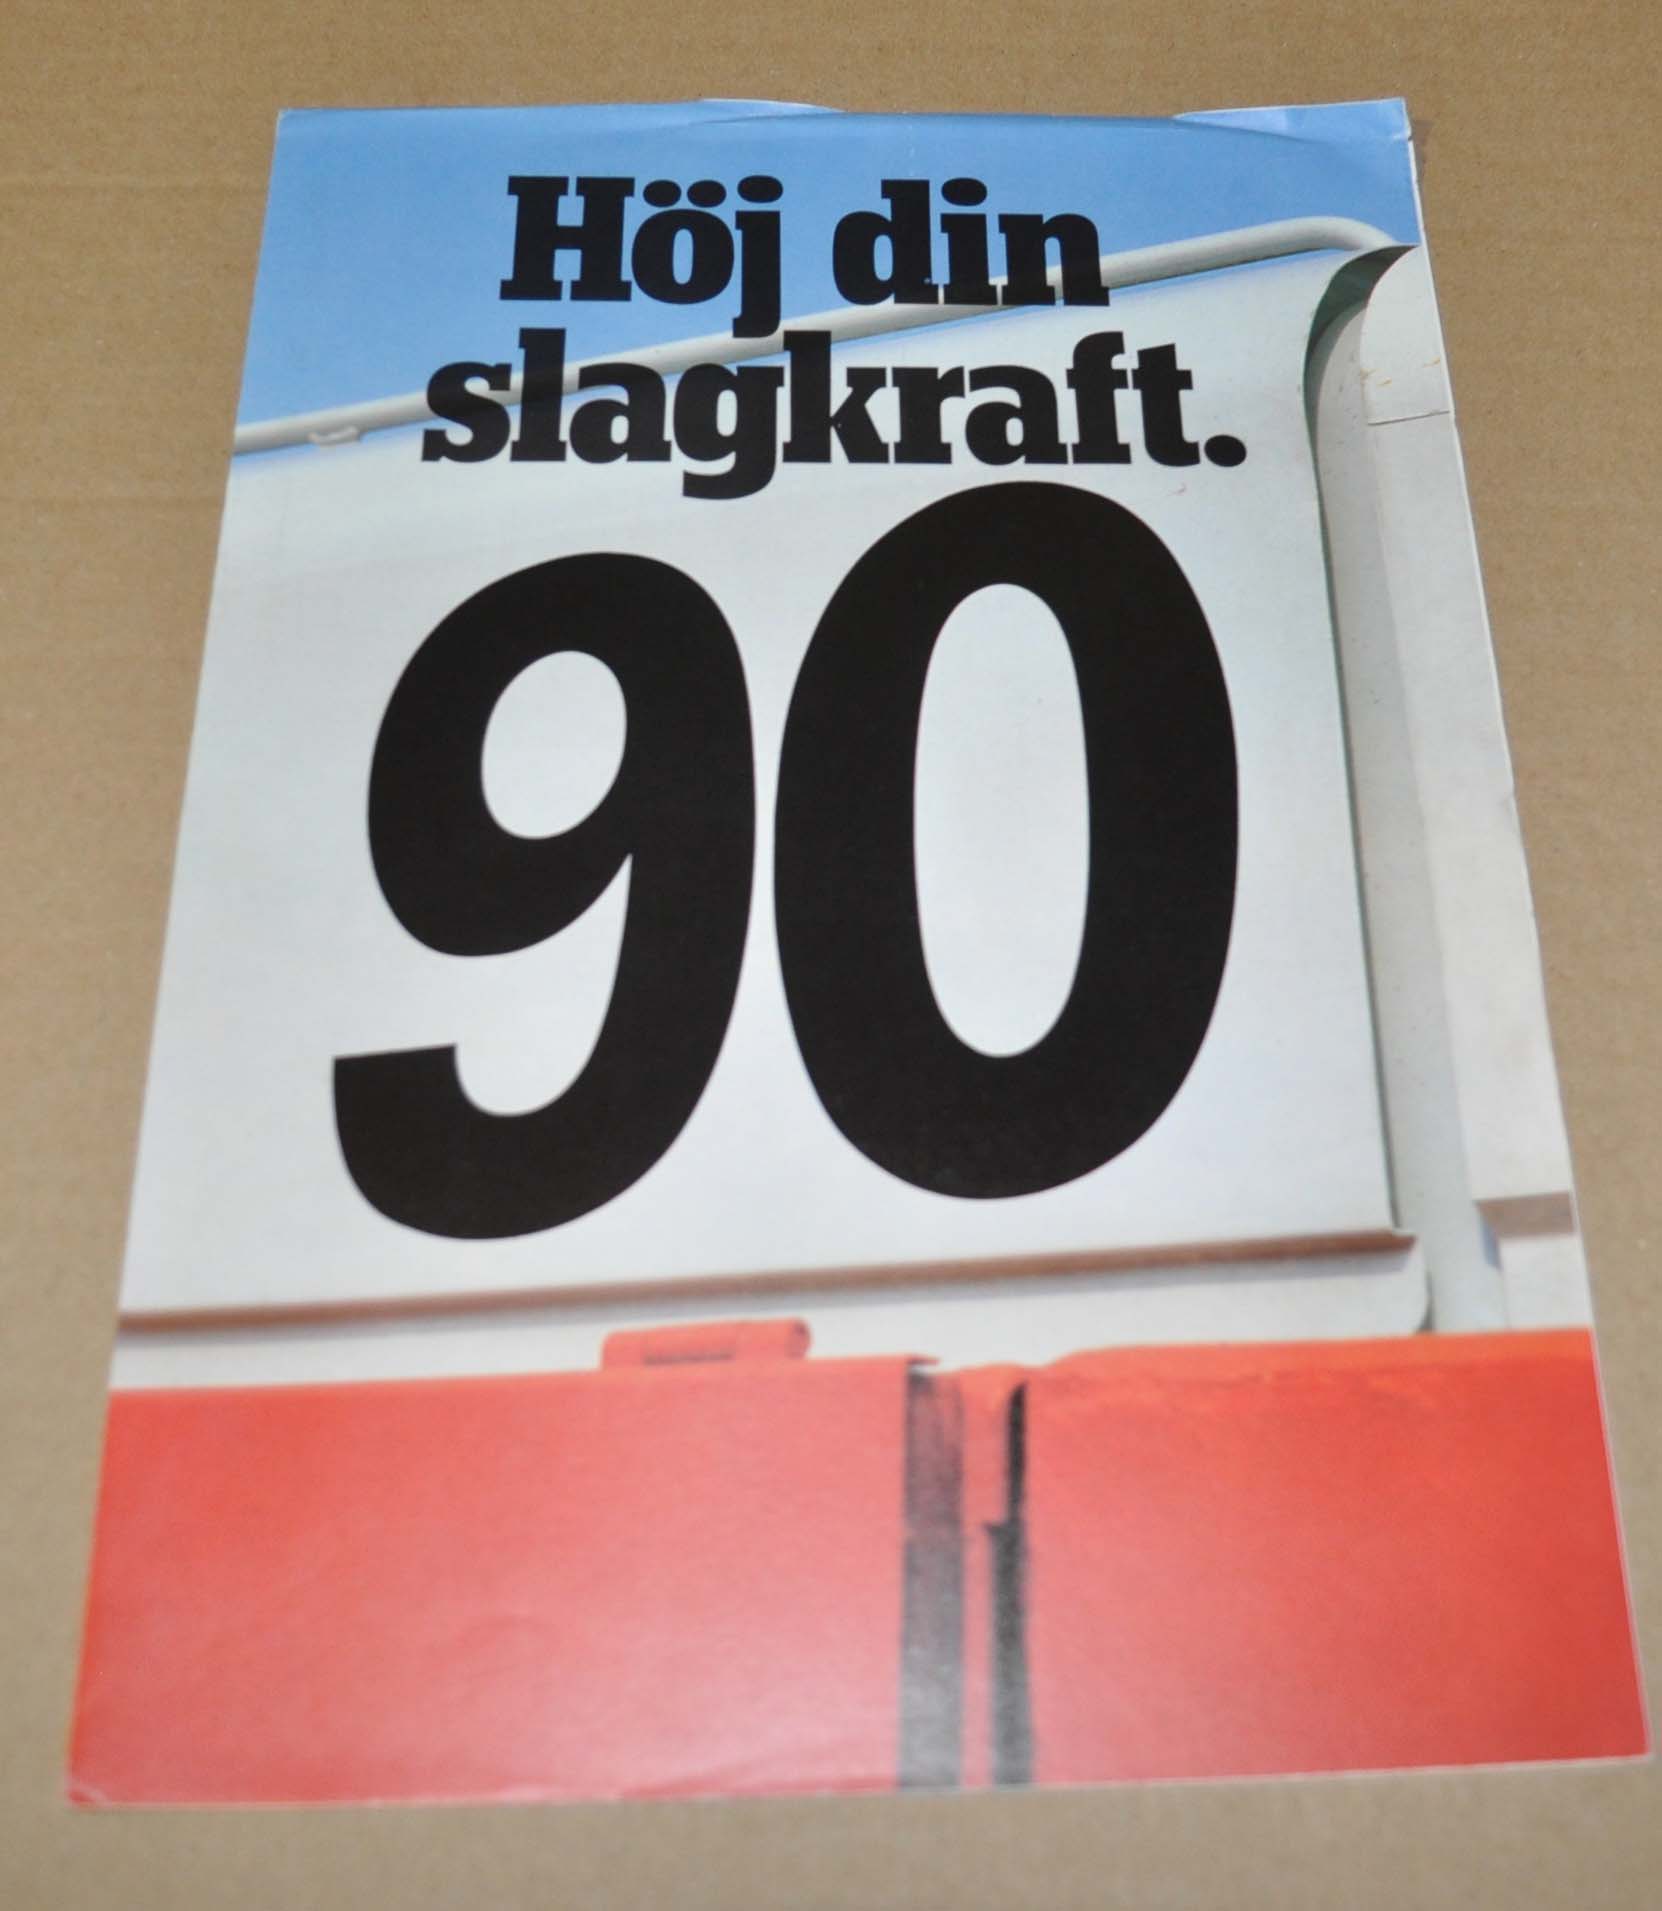 Höj din
slagkraft.
90